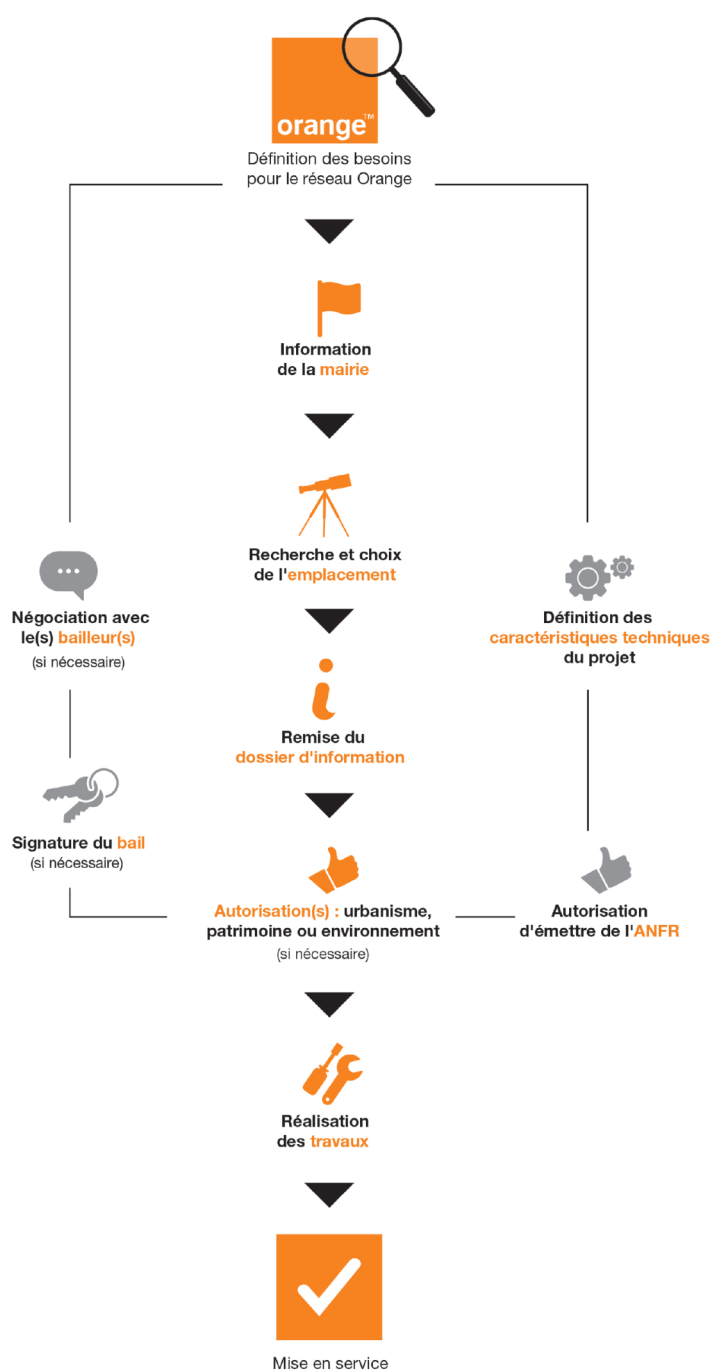 orange™
Définition des besoins
pour le réseau Orange
Information
de la mairie
Recherche et choix
de l'emplacement
Négociation avec
le(s) bailleur(s)
(si nécessaire)
Définition des
caractéristiques techniques
du projet
Remise du
dossier d'information
Signature du bail
(si nécessaire)
Autorisation(s) : urbanisme,
patrimoine ou environnement
(si nécessaire)
Autorisation
d'émettre de l'ANFR
Réalisation
des travaux
Mise en service